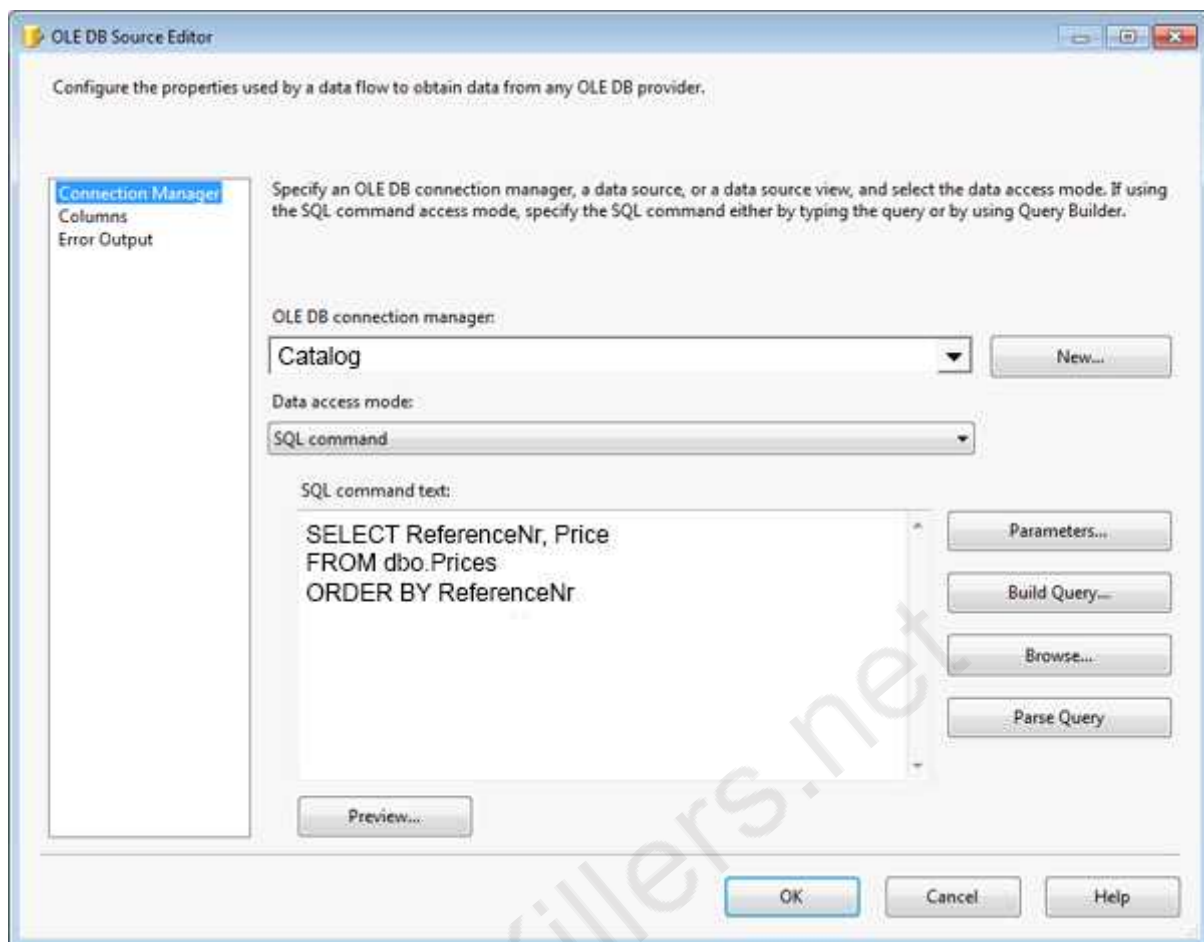 OLE DB Source Editor
Configure the properties used by a data flow to obtain data from any OLE DB provider.
Connection Manager
Columns
Error Output
Specify an OLE DB connection manager, a data source, or a data source view, and select the data access mode. If using
the SQL command access mode, specify the SQL command either by typing the query or by using Query Builder.
OLE DB connection manager:
Catalog
New...
Data access mode:
SQL command
SQL command text:
SELECT ReferenceNr, Price
FROM dbo.Prices
ORDER BY ReferenceNr
Parameters...
Build Query...
Browse...
Parse Query
Preview...
OK
Cancel
Help
killers.net